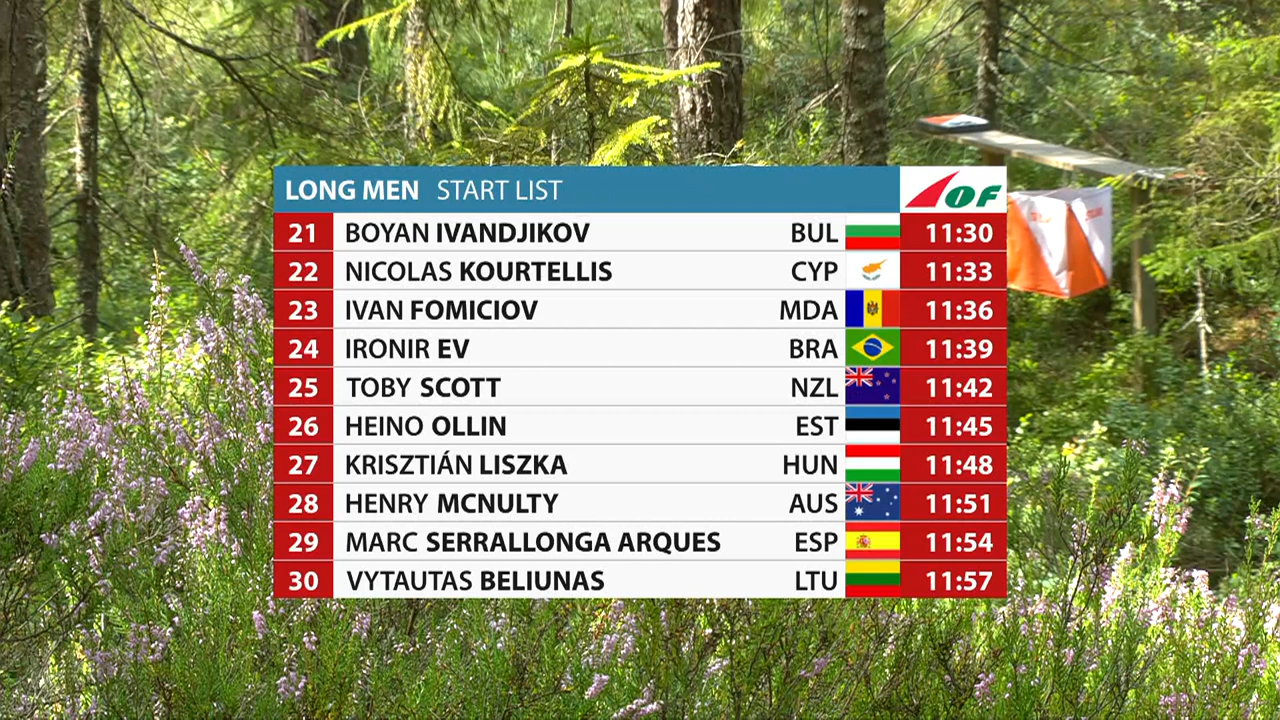 LONG MEN START LIST IOF
21 BOYAN IVANDJIKOV BUL 11:30
22 NICOLAS KOURTELLIS CYP 11:33
23 IVAN FOMICIOV MDA 11:36
24 IRONIR EV BRA 11:39
25 TOBY SCOTT NZL 11:42
26 HEINO OLLIN EST 11:45
27 KRISZTIÁN LISZKA HUN 11:48
28 HENRY MCNULTY AUS 11:51
29 MARC SERRALLONGA ARQUES ESP 11:54
30 VYTAUTAS BELIUNAS LTU 11:57